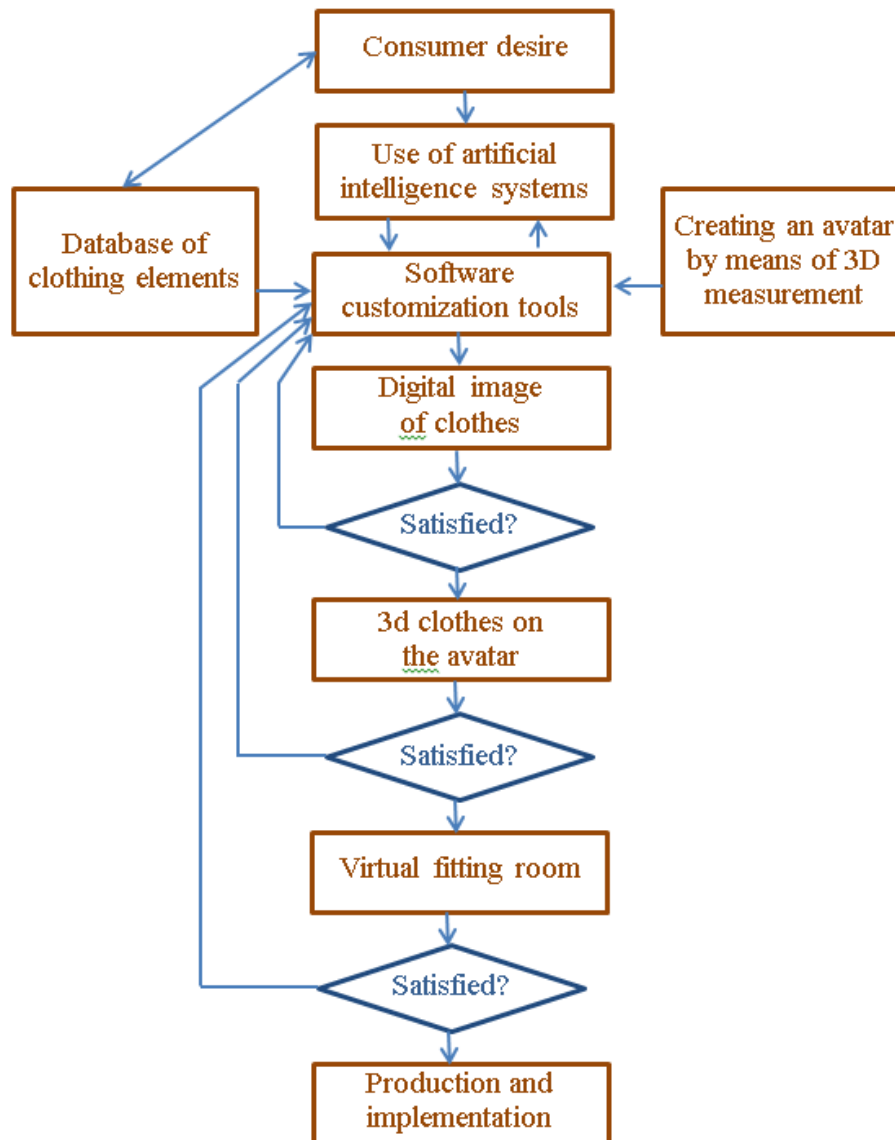 Consumer desire
Use of artificial
intelligence systems
Database of
clothing elements
Software
customization tools
Creating an avatar
by means of 3D
measurement
Digital image
of clothes
Satisfied?
3d clothes on
the avatar
Satisfied?
Virtual fitting room
Satisfied?
Production and
implementation